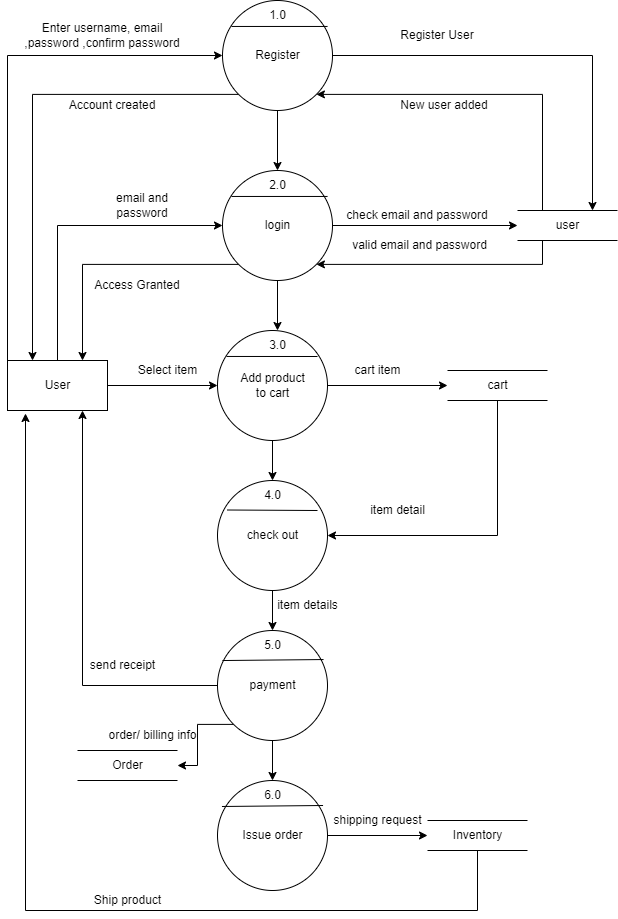 1.0
Enter username, email
,password ,confirm password
Register
Register User
Account created
New user added
2.0
email and
password
login
check email and password
user
valid email and password
Access Granted
3.0
Select item
Add product
to cart
cart item
User
cart
4.0
item detail
check out
item details
5.0
send receipt
payment
order/ billing info
Order
6.0
shipping request
Issue order
Inventory
Ship product